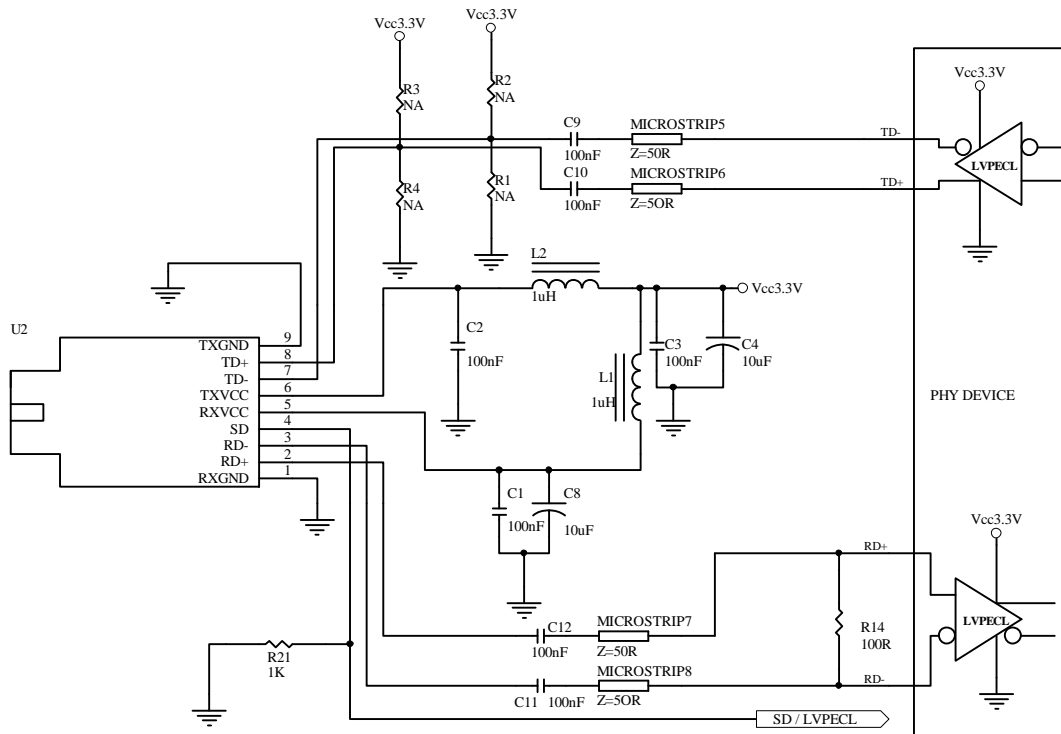 Vcc3.3V
Vcc3.3V
R3
NA
R2
NA
Vcc3.3V
C9
100nF
MICROSTRIP5
Z=50R
TD-
LVPECL
C10
100nF
MICROSTRIP6
Z=5OR
TD+
R4
NA
R1
NA
L2
1uH
Vcc3.3V
U2
C2
100nF
C3
100nF
C4
10uF
L1
1uH
PHY DEVICE
TXGND 9
TD+ 8
TD- 7
TXVCC 6
RXVCC 5
SD 4
RD- 3
RD+ 2
RXGND 1
C1
100nF
C8
10uF
Vcc3.3V
RD+
LVPECL
R14
100R
C12
100nF
MICROSTRIP7
Z=50R
R21
1K
C11
100nF
MICROSTRIP8
Z=5OR
RD-
SD / LVPECL